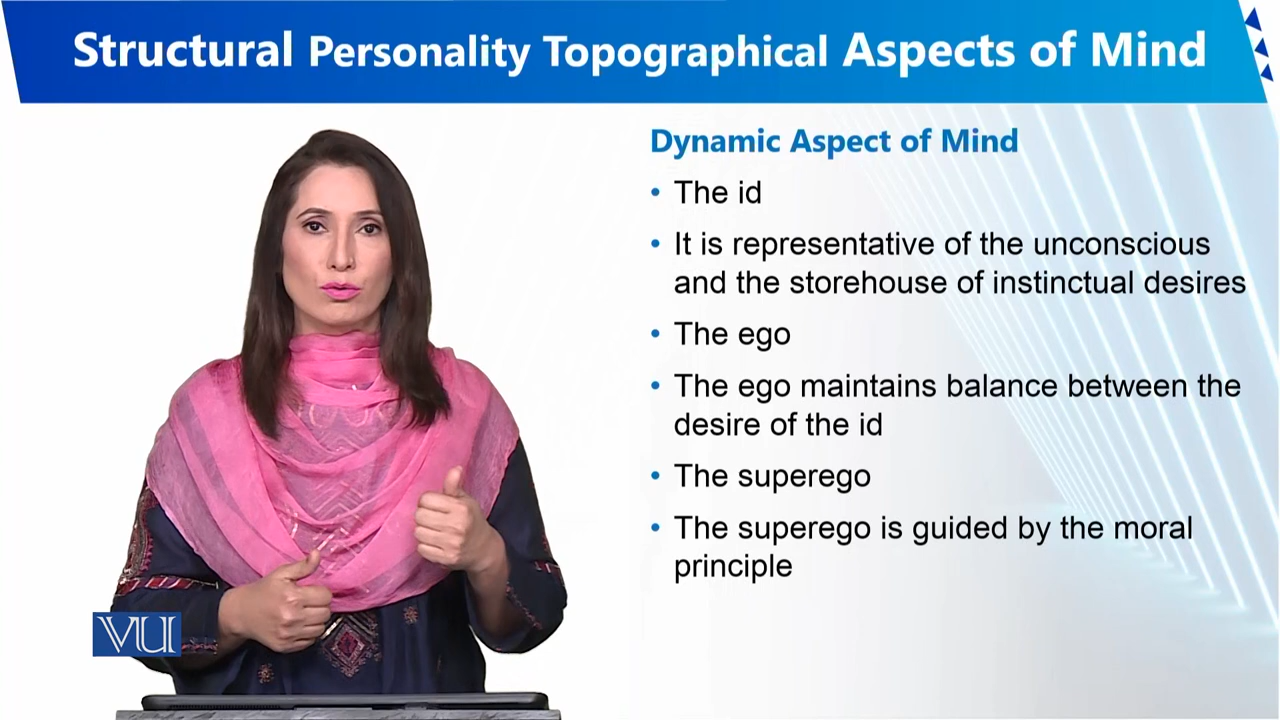 Structural Personality Topographical Aspects of Mind
Dynamic Aspect of Mind
• The id
• It is representative of the unconscious
and the storehouse of instinctual desires
• The ego
• The ego maintains balance between the
desire of the id
• The superego
• The superego is guided by the moral
principle
VU